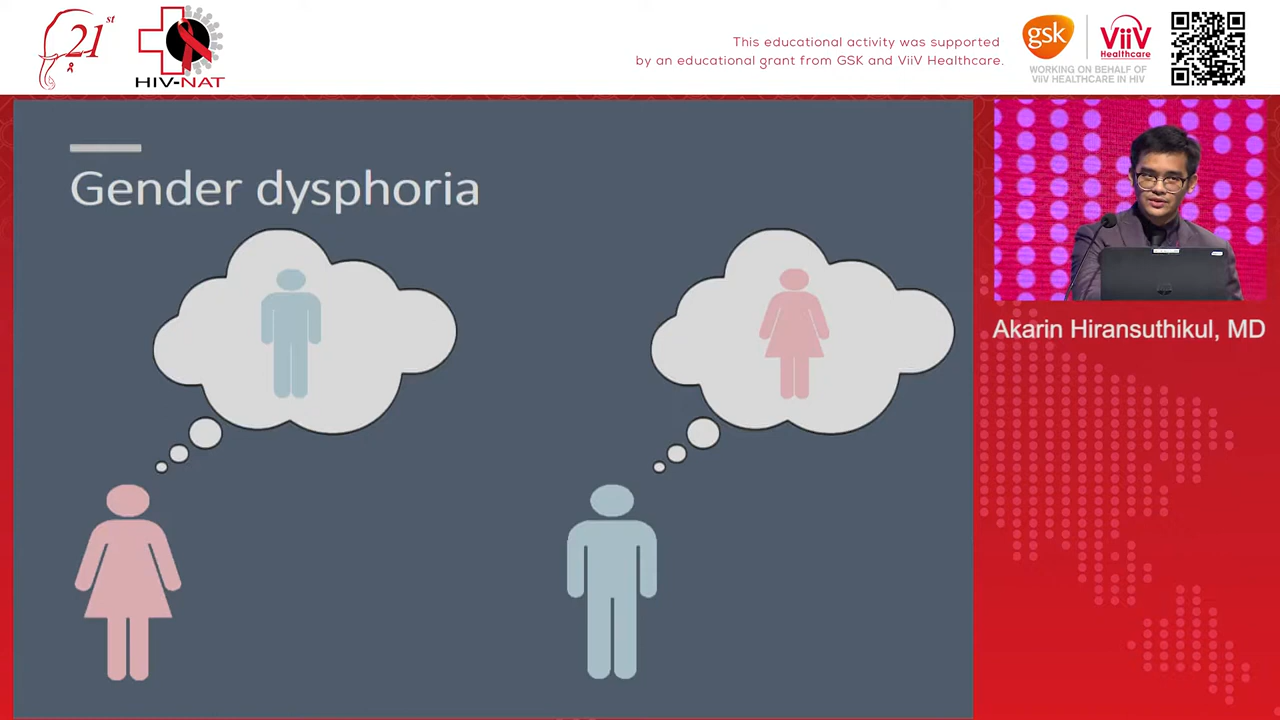 21st
HIV-NAT
This educational activity was supported
by an educational grant from GSK and ViiV Healthcare.
gsk
ViiV
Healthcare
WORKING ON BEHALF OF
ViiV HEALTHCARE IN HIV
Gender dysphoria
Akarin Hiransuthikul, MD